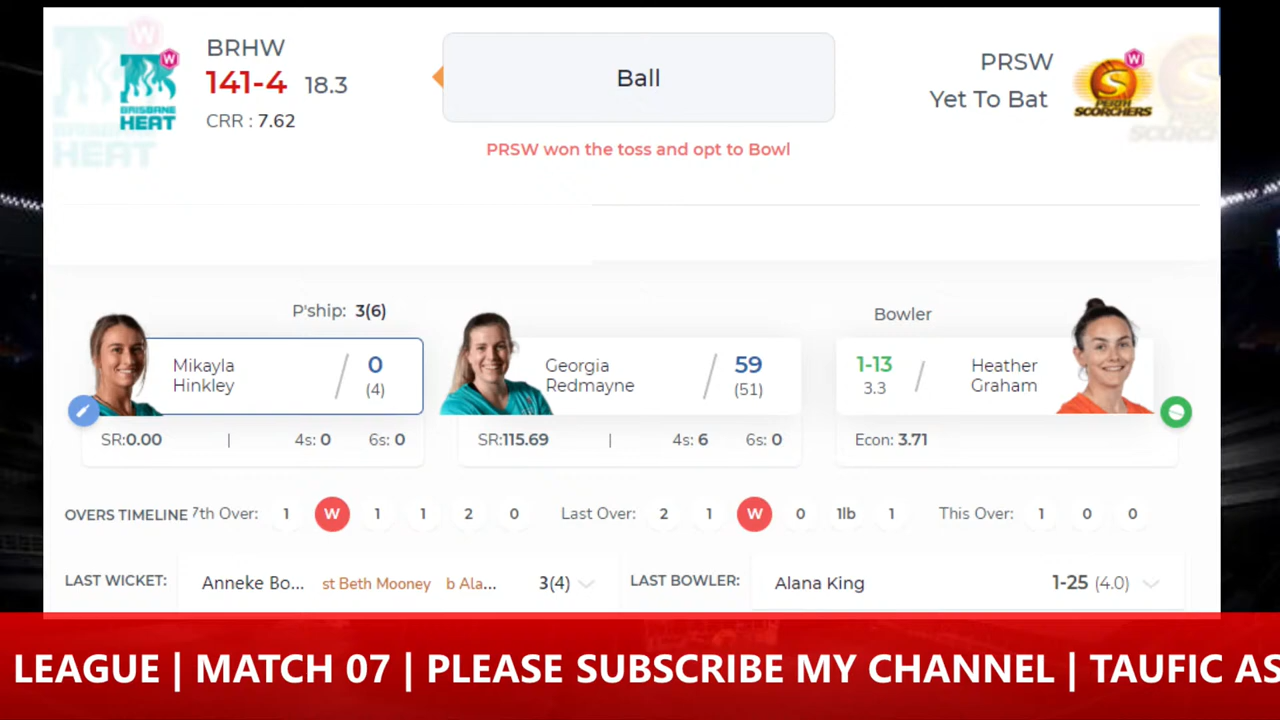 BRHW
141-4 18.3
CRR : 7.62
W
BRISBANE
HEAT
Ball
PRSW won the toss and opt to Bowl
PRSW
Yet To Bat
W
PERTH
SCORCHERS
P'ship: 3(6)
Mikayla
Hinkley
0
(4)
SR:0.00 | 4s: 0 6s: 0
Georgia
Redmayne
59
(51)
SR:115.69 | 4s: 6 6s: 0
Bowler
1-13
3.3
Heather
Graham
Econ: 3.71
OVERS TIMELINE 7th Over: 1 W 1 1 2 0 Last Over: 2 1 W 0 1lb 1 This Over: 1 0 0
LAST WICKET: Anneke Bo... st Beth Mooney b Ala... 3(4) LAST BOWLER: Alana King 1-25 (4.0)
LEAGUE | MATCH 07 | PLEASE SUBSCRIBE MY CHANNEL | TAUFIC AS